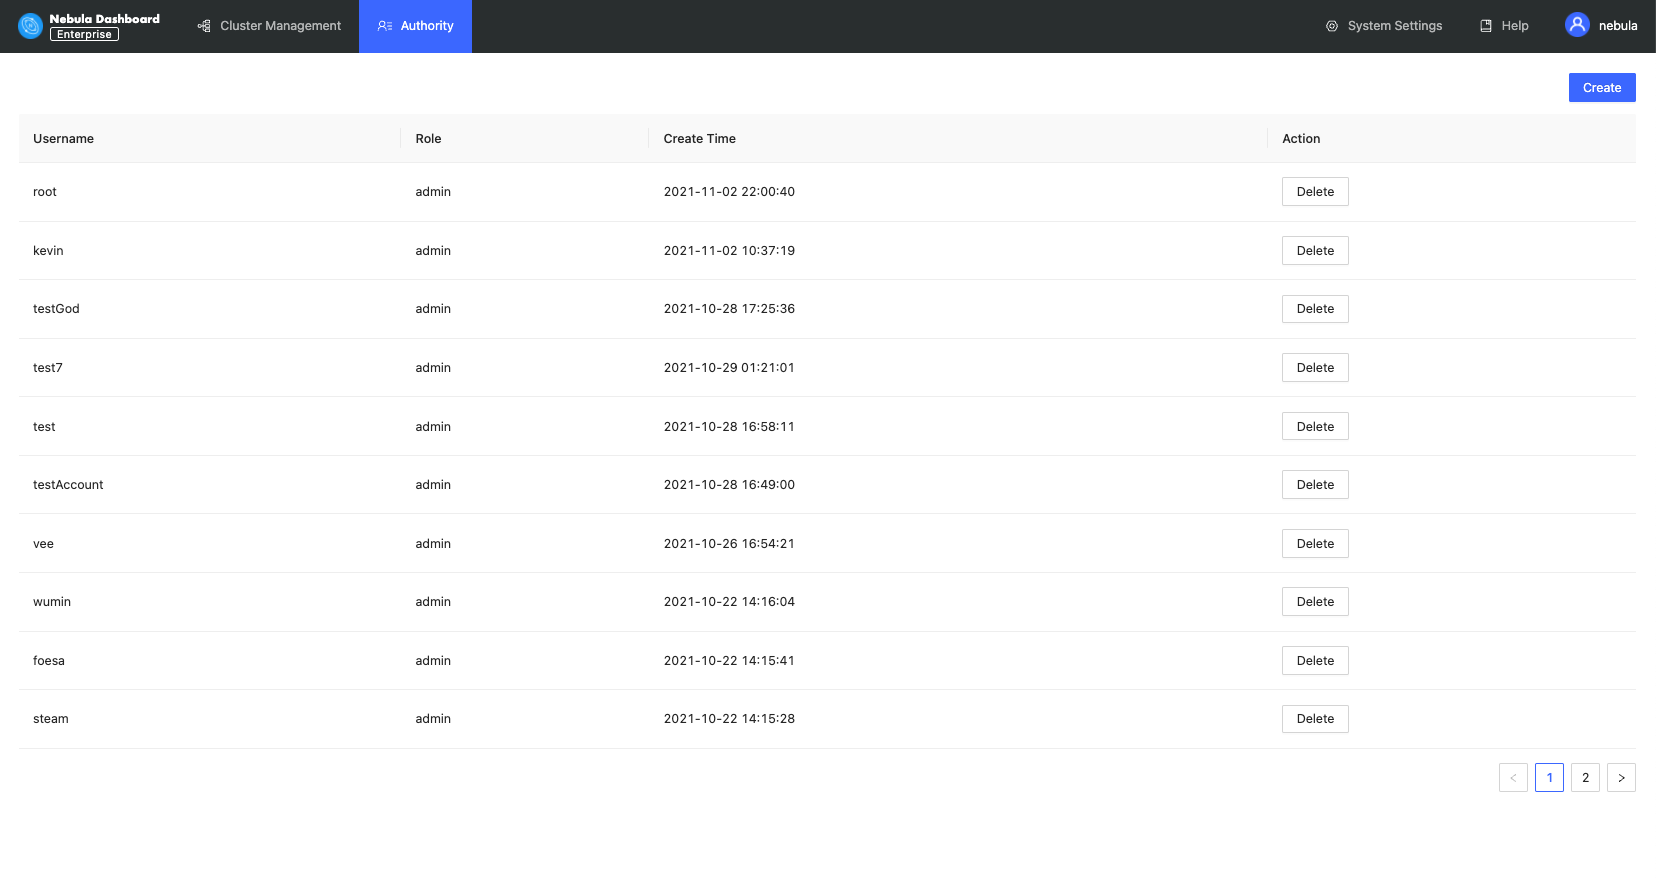 Nebula Dashboard
Enterprise
Cluster Management
Authority
System Settings
Help
nebula
Create
Username Role Create Time Action
root admin 2021-11-02 22:00:40 Delete
kevin admin 2021-11-02 10:37:19 Delete
testGod admin 2021-10-28 17:25:36 Delete
test7 admin 2021-10-29 01:21:01 Delete
test admin 2021-10-28 16:58:11 Delete
testAccount admin 2021-10-28 16:49:00 Delete
vee admin 2021-10-26 16:54:21 Delete
wumin admin 2021-10-22 14:16:04 Delete
foesa admin 2021-10-22 14:15:41 Delete
steam admin 2021-10-22 14:15:28 Delete
< 1 2 >